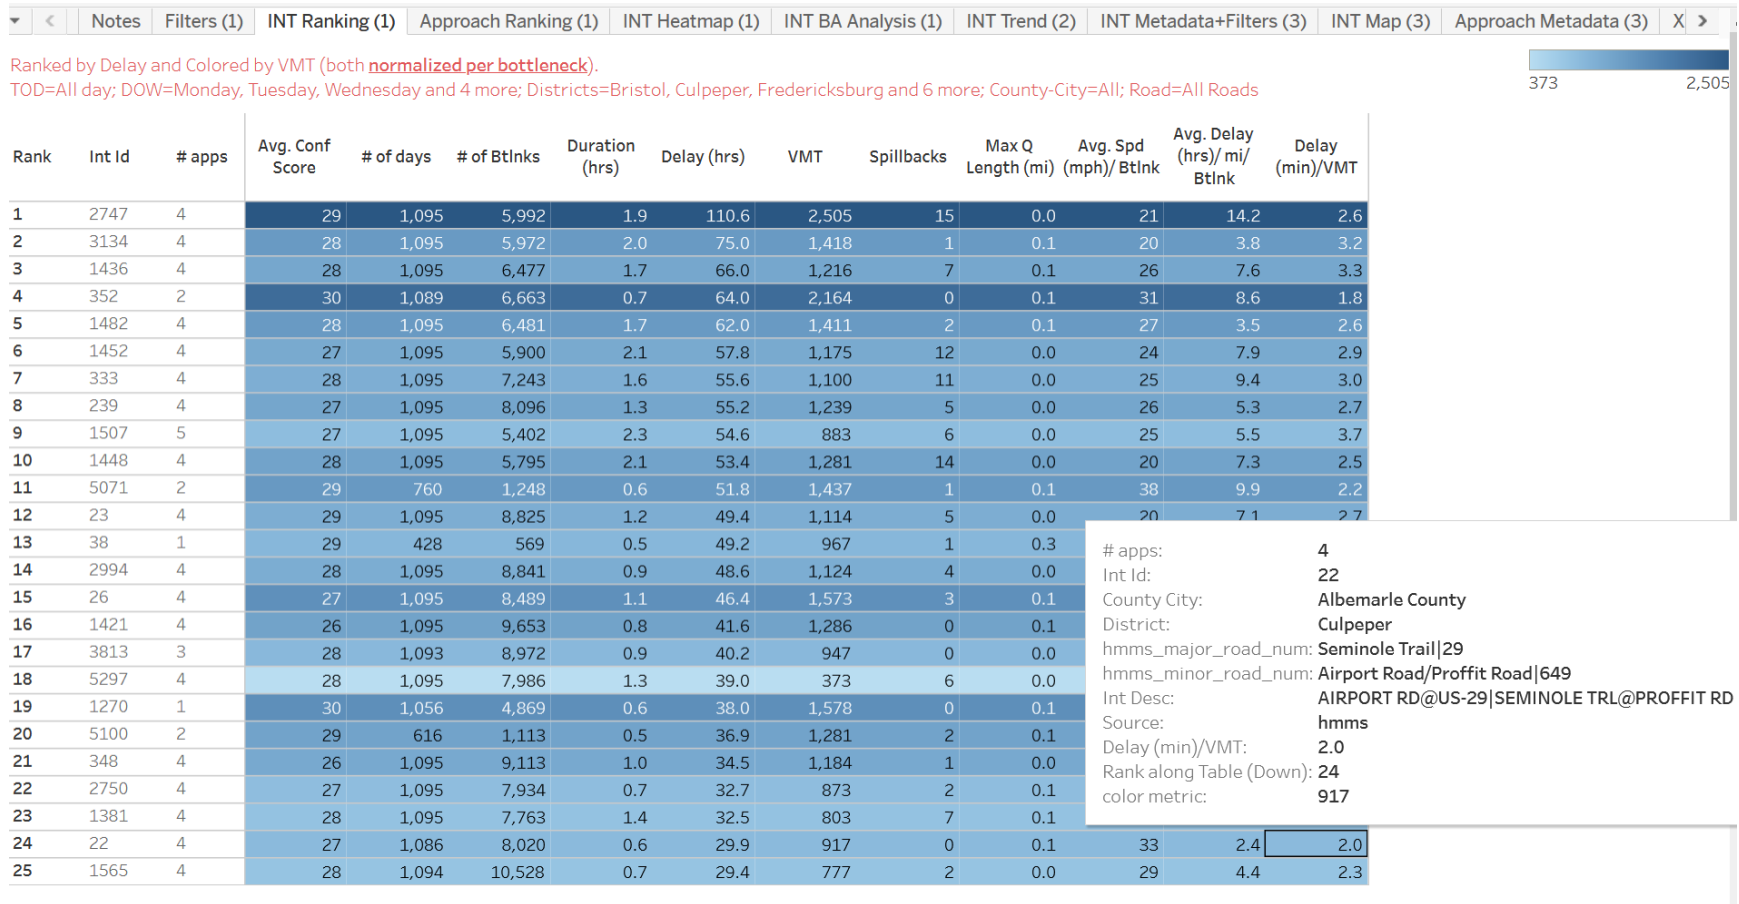 Notes Filters (1) INT Ranking (1) Approach Ranking (1) INT Heatmap (1) INT BA Analysis (1) INT Trend (2) INT Metadata+Filters (3) INT Map (3) Approach Metadata (3) X
Ranked by Delay and Colored by VMT (both normalized per bottleneck).
TOD=All day; DOW=Monday, Tuesday, Wednesday and 4 more; Districts=Bristol, Culpeper, Fredericksburg and 6 more; County-City=All; Road=All Roads
373 2,505
Rank Int Id # apps Avg. Conf Score # of days # of Btlnks Duration (hrs) Delay (hrs) VMT Spillbacks Max Q Length (mi) Avg. Spd (mph)/ Btlnk Avg. Delay (hrs)/ mi/ Btlnk Delay (min)/VMT
1 2747 4 29 1,095 5,992 1.9 110.6 2,505 15 0.0 21 14.2 2.6
2 3134 4 28 1,095 5,972 2.0 75.0 1,418 1 0.1 20 3.8 3.2
3 1436 4 28 1,095 6,477 1.7 66.0 1,216 7 0.1 26 7.6 3.3
4 352 2 30 1,089 6,663 0.7 64.0 2,164 0 0.1 31 8.6 1.8
5 1482 4 28 1,095 6,481 1.7 62.0 1,411 2 0.1 27 3.5 2.6
6 1452 4 27 1,095 5,900 2.1 57.8 1,175 12 0.0 24 7.9 2.9
7 333 4 28 1,095 7,243 1.6 55.6 1,100 11 0.0 25 9.4 3.0
8 239 4 27 1,095 8,096 1.3 55.2 1,239 5 0.0 26 5.3 2.7
9 1507 5 27 1,095 5,402 2.3 54.6 883 6 0.0 25 5.5 3.7
10 1448 4 28 1,095 5,795 2.1 53.4 1,281 14 0.0 20 7.3 2.5
11 5071 2 29 760 1,248 0.6 51.8 1,437 1 0.1 38 9.9 2.2
12 23 4 29 1,095 8,825 1.2 49.4 1,114 5 0.0 20 7.1 2.7
13 38 1 29 428 569 0.5 49.2 967 1 0.3
14 2994 4 28 1,095 8,841 0.9 48.6 1,124 4 0.0
15 26 4 27 1,095 8,489 1.1 46.4 1,573 3 0.1
16 1421 4 26 1,095 9,653 0.8 41.6 1,286 0 0.1
17 3813 3 28 1,093 8,972 0.9 40.2 947 0 0.0
18 5297 4 28 1,095 7,986 1.3 39.0 373 6 0.0
19 1270 1 30 1,056 4,869 0.6 38.0 1,578 0 0.1
20 5100 2 29 616 1,113 0.5 36.9 1,281 2 0.1
21 348 4 26 1,095 9,113 1.0 34.5 1,184 1 0.0
22 2750 4 27 1,095 7,934 0.7 32.7 873 2 0.1
23 1381 4 28 1,095 7,763 1.4 32.5 803 7 0.1
24 22 4 27 1,086 8,020 0.6 29.9 917 0 0.1 33 2.4 2.0
25 1565 4 28 1,094 10,528 0.7 29.4 777 2 0.0 29 4.4 2.3
# apps: 4
Int Id: 22
County City: Albemarle County
District: Culpeper
hmms_major_road_num: Seminole Trail|29
hmms_minor_road_num: Airport Road/Proffit Road|649
Int Desc: AIRPORT RD@US-29|SEMINOLE TRL@PROFFIT RD
Source: hmms
Delay (min)/VMT: 2.0
Rank along Table (Down): 24
color metric: 917